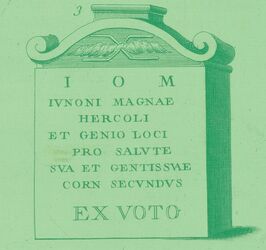 3
I O M
IVNONI MAGNAE
HERCOLI
ET GENIO LOCI
PRO SALVTE
SVA ET GENTISSVAE
CORN SECVNDVS
EX VOTO